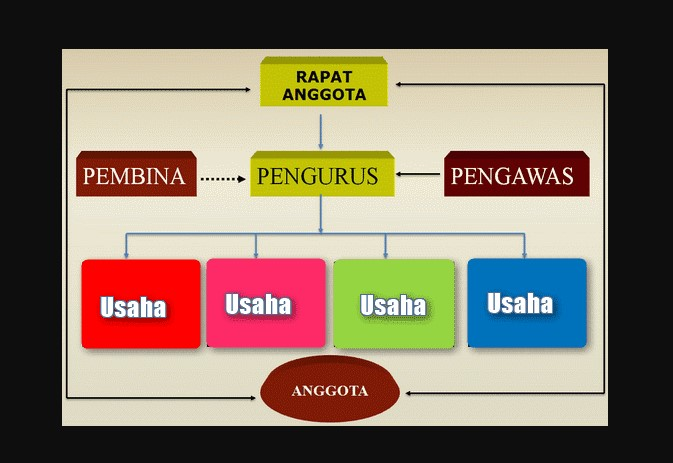 RAPAT
ANGGOTA
PEMBINA
PENGURUS
PENGAWAS
Usaha
Usaha
Usaha
Usaha
ANGGOTA